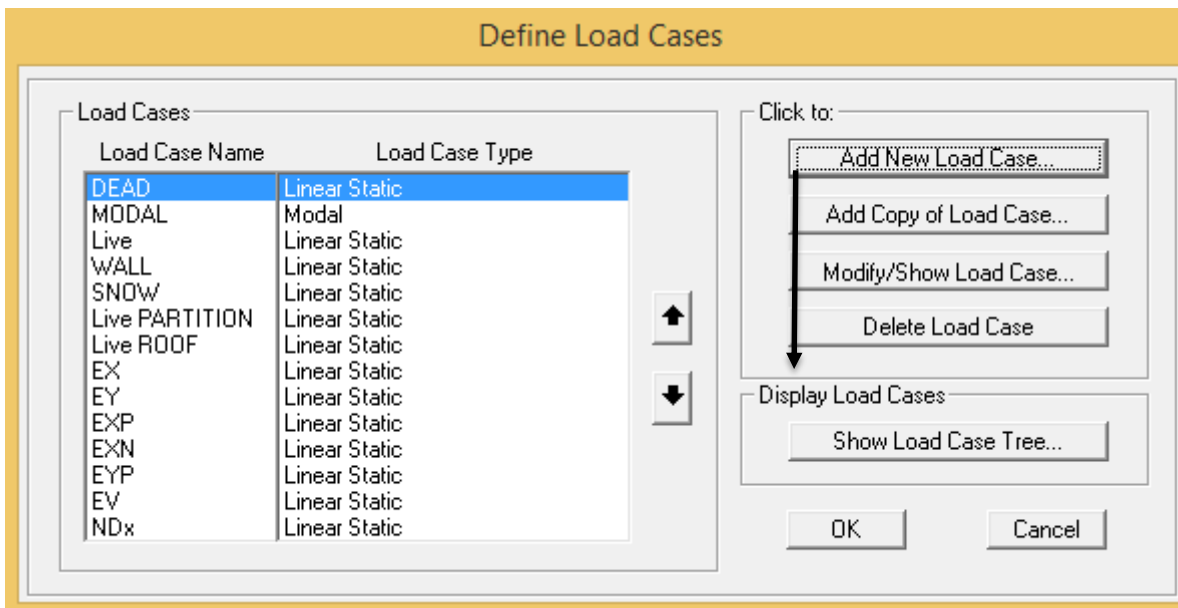 Define Load Cases
Load Cases
Load Case Name Load Case Type
DEAD Linear Static
MODAL Modal
Live Linear Static
WALL Linear Static
SNOW Linear Static
Live PARTITION Linear Static
Live ROOF Linear Static
EX Linear Static
EY Linear Static
EXP Linear Static
EXN Linear Static
EYP Linear Static
EV Linear Static
NDx Linear Static
Click to:
Add New Load Case...
Add Copy of Load Case...
Modify/Show Load Case...
Delete Load Case
Display Load Cases
Show Load Case Tree...
OK Cancel